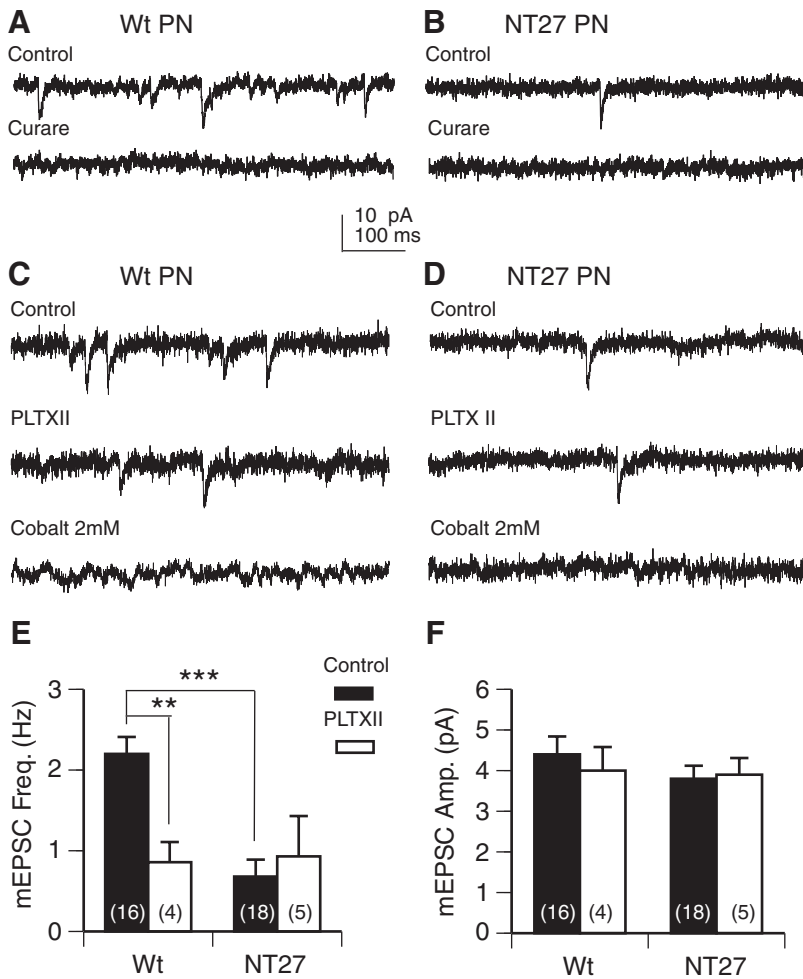 A Wt PN
Control
Curare
B NT27 PN
Control
Curare
10 pA
100 ms
C Wt PN
Control
PLTXII
Cobalt 2mM
D NT27 PN
Control
PLTX II
Cobalt 2mM
E
mEPSC Freq. (Hz)
3
2
1
0
***
**
Control
PLTXII
(16) (4) (18) (5)
Wt NT27
F
mEPSC Amp. (pA)
6
5
4
3
2
1
0
(16) (4) (18) (5)
Wt NT27